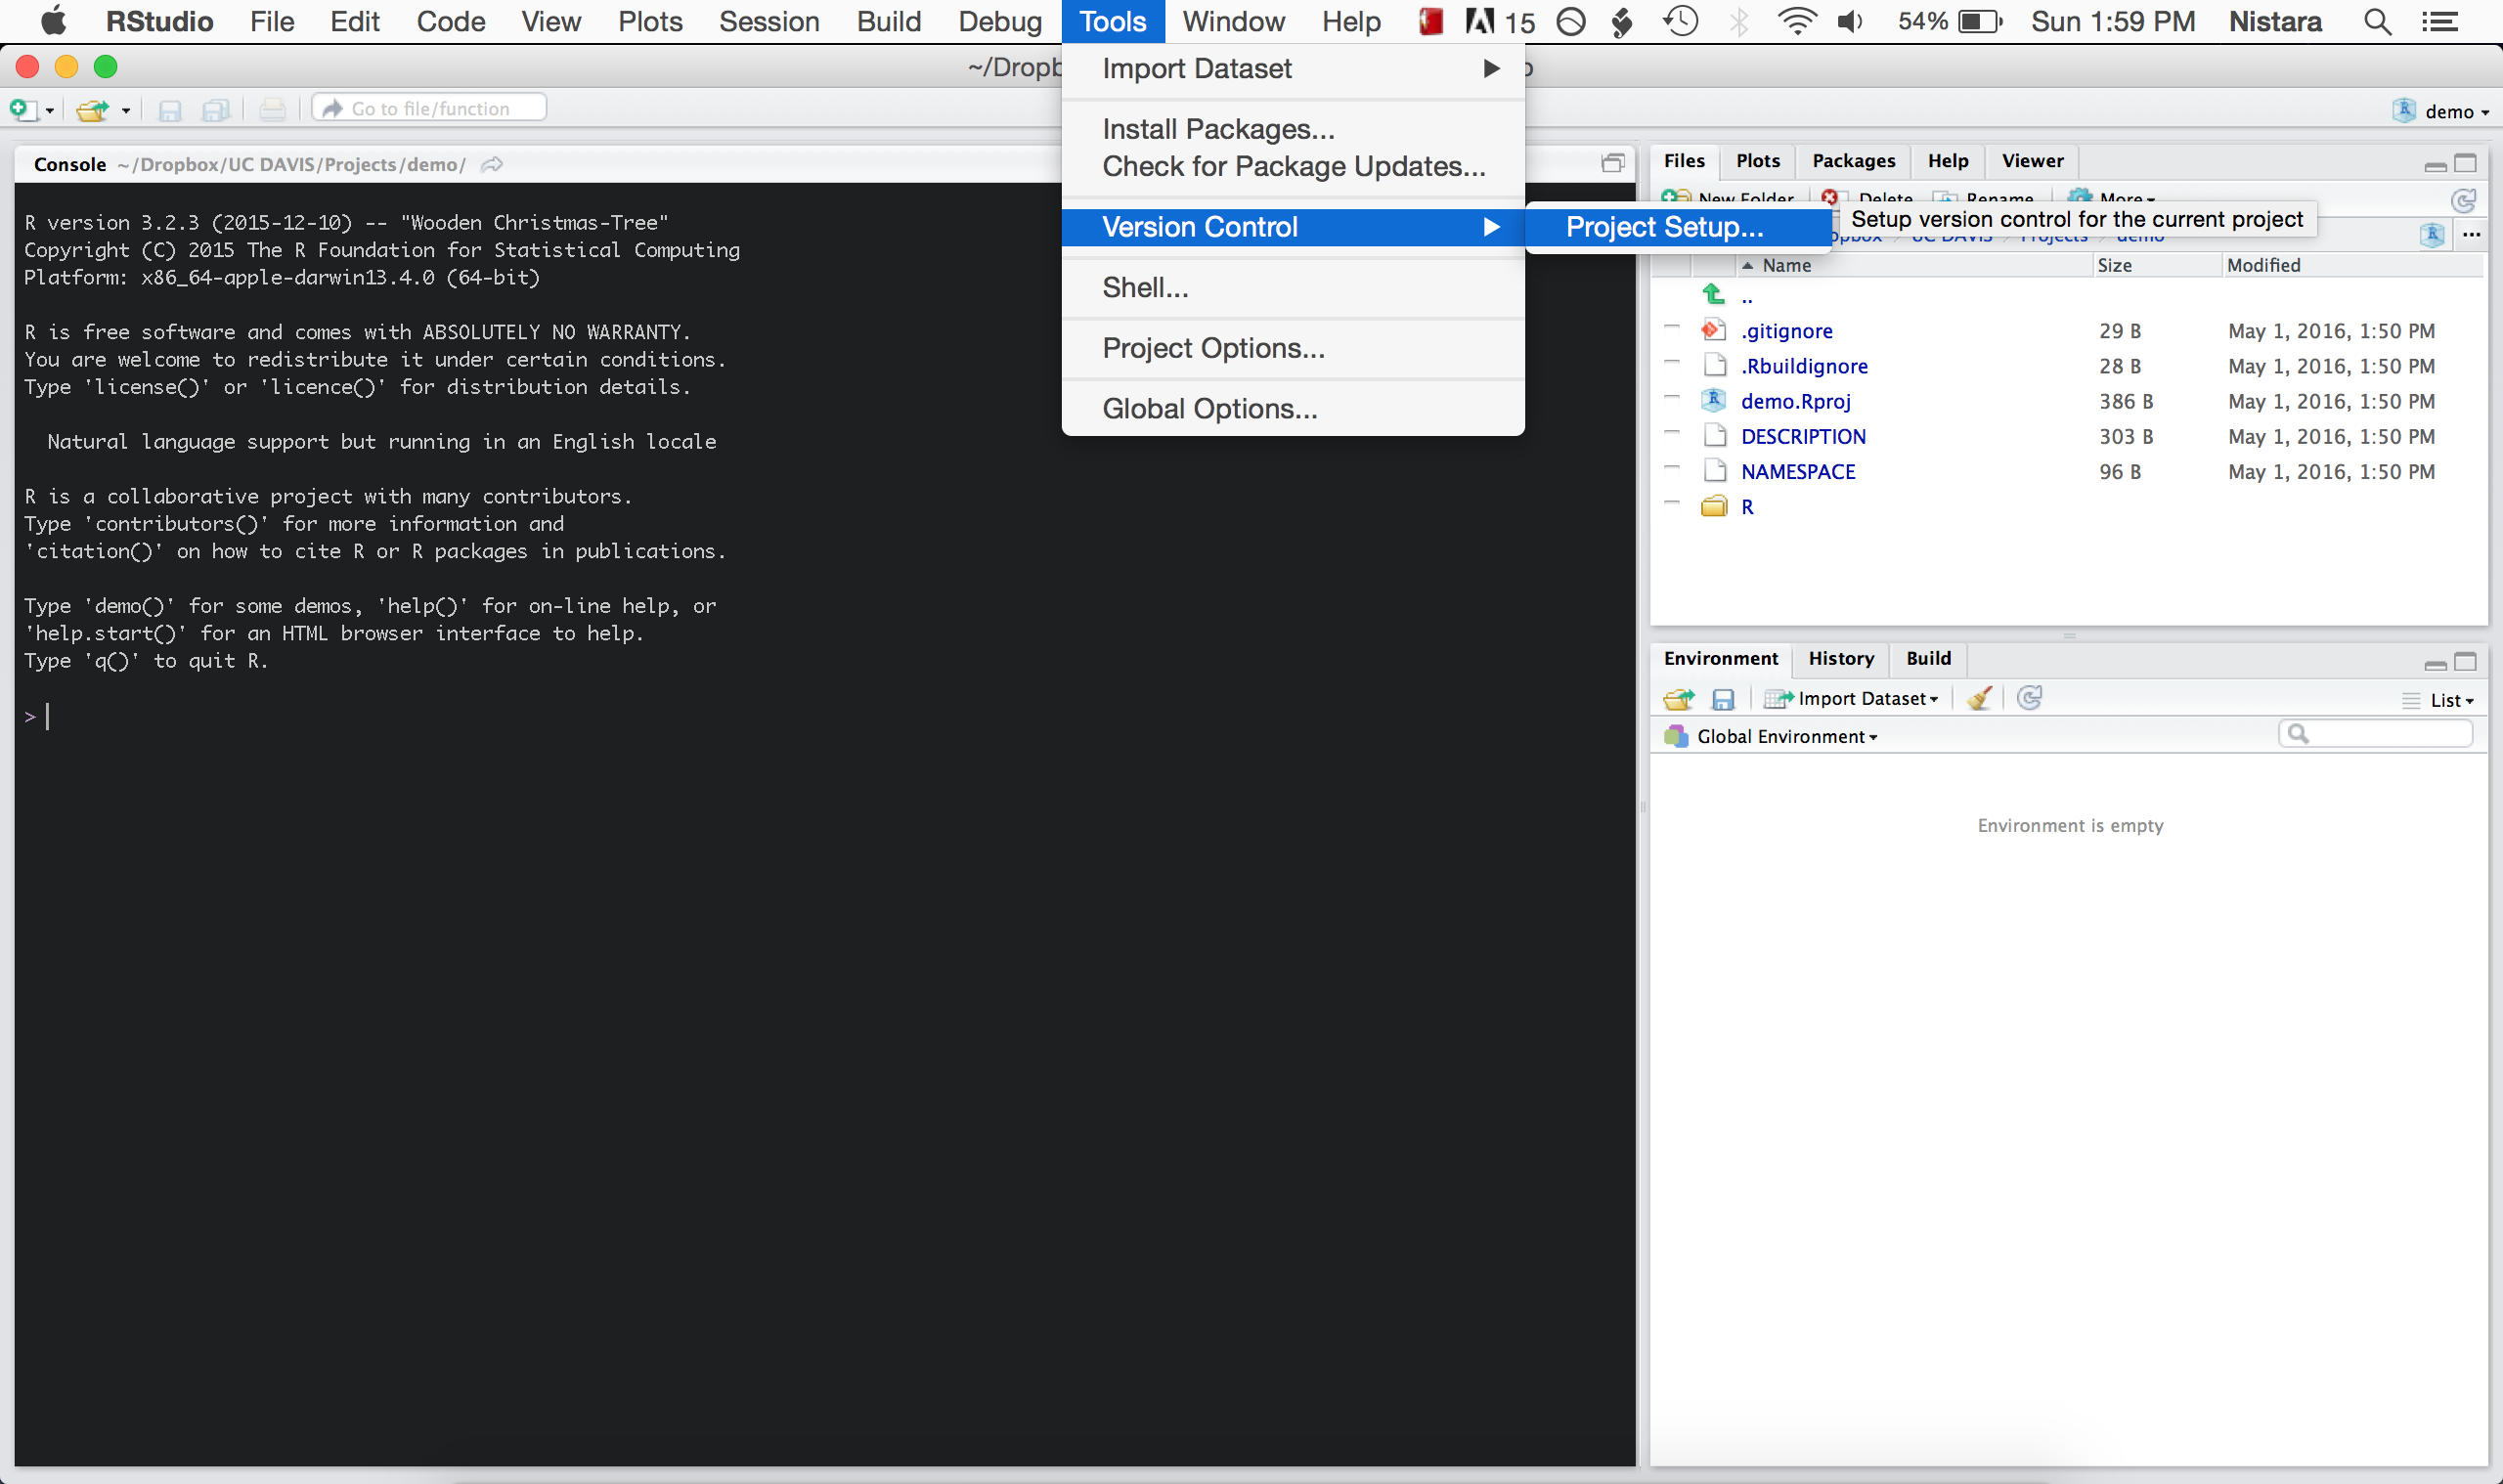 RStudio File Edit Code View Plots Session Build Debug Tools Window Help 15 54% Sun 1:59 PM Nistara
~/Dropb
Import Dataset
Install Packages...
Check for Package Updates...
Version Control
Project Setup...
Setup version control for the current project
Shell...
Project Options...
Global Options...
Go to file/function
demo
Console ~/Dropbox/UC DAVIS/Projects/demo/
R version 3.2.3 (2015-12-10) -- "Wooden Christmas-Tree"
Copyright (C) 2015 The R Foundation for Statistical Computing
Platform: x86_64-apple-darwin13.4.0 (64-bit)
R is free software and comes with ABSOLUTELY NO WARRANTY.
You are welcome to redistribute it under certain conditions.
Type 'license()' or 'licence()' for distribution details.
Natural language support but running in an English locale
R is a collaborative project with many contributors.
Type 'contributors()' for more information and
'citation()' on how to cite R or R packages in publications.
Type 'demo()' for some demos, 'help()' for on-line help, or
'help.start()' for an HTML browser interface to help.
Type 'q()' to quit R.
>
Files Plots Packages Help Viewer
New Folder Delete Rename More
opbox UC DAVIS Projects demo
Name Size Modified
..
.gitignore 29 B May 1, 2016, 1:50 PM
.Rbuildignore 28 B May 1, 2016, 1:50 PM
demo.Rproj 386 B May 1, 2016, 1:50 PM
DESCRIPTION 303 B May 1, 2016, 1:50 PM
NAMESPACE 96 B May 1, 2016, 1:50 PM
R
Environment History Build
Import Dataset List
Global Environment
Environment is empty